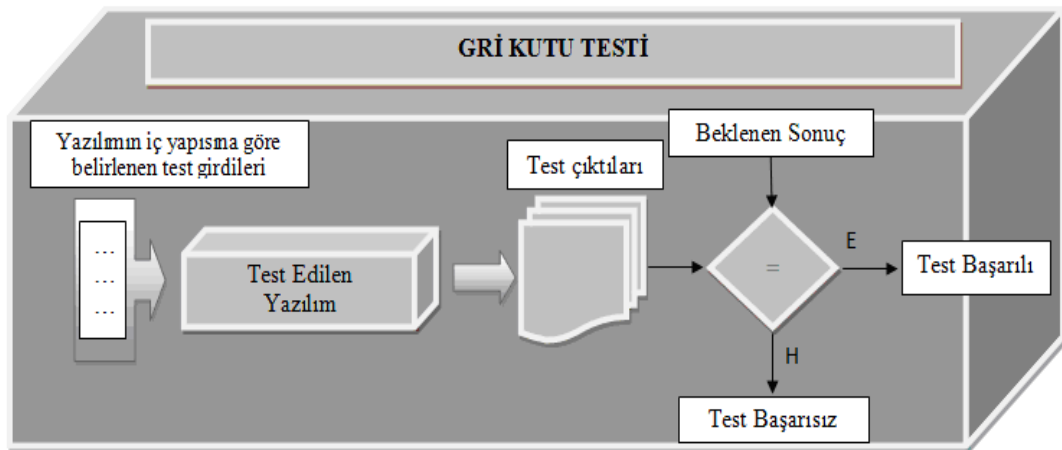 GRİ KUTU TESTİ
Yazılımın iç yapısına göre
belirlenen test girdileri
Beklenen Sonuç
Test çıktıları
...
...
...
Test Edilen
Yazılım
=
E
Test Başarılı
H
Test Başarısız